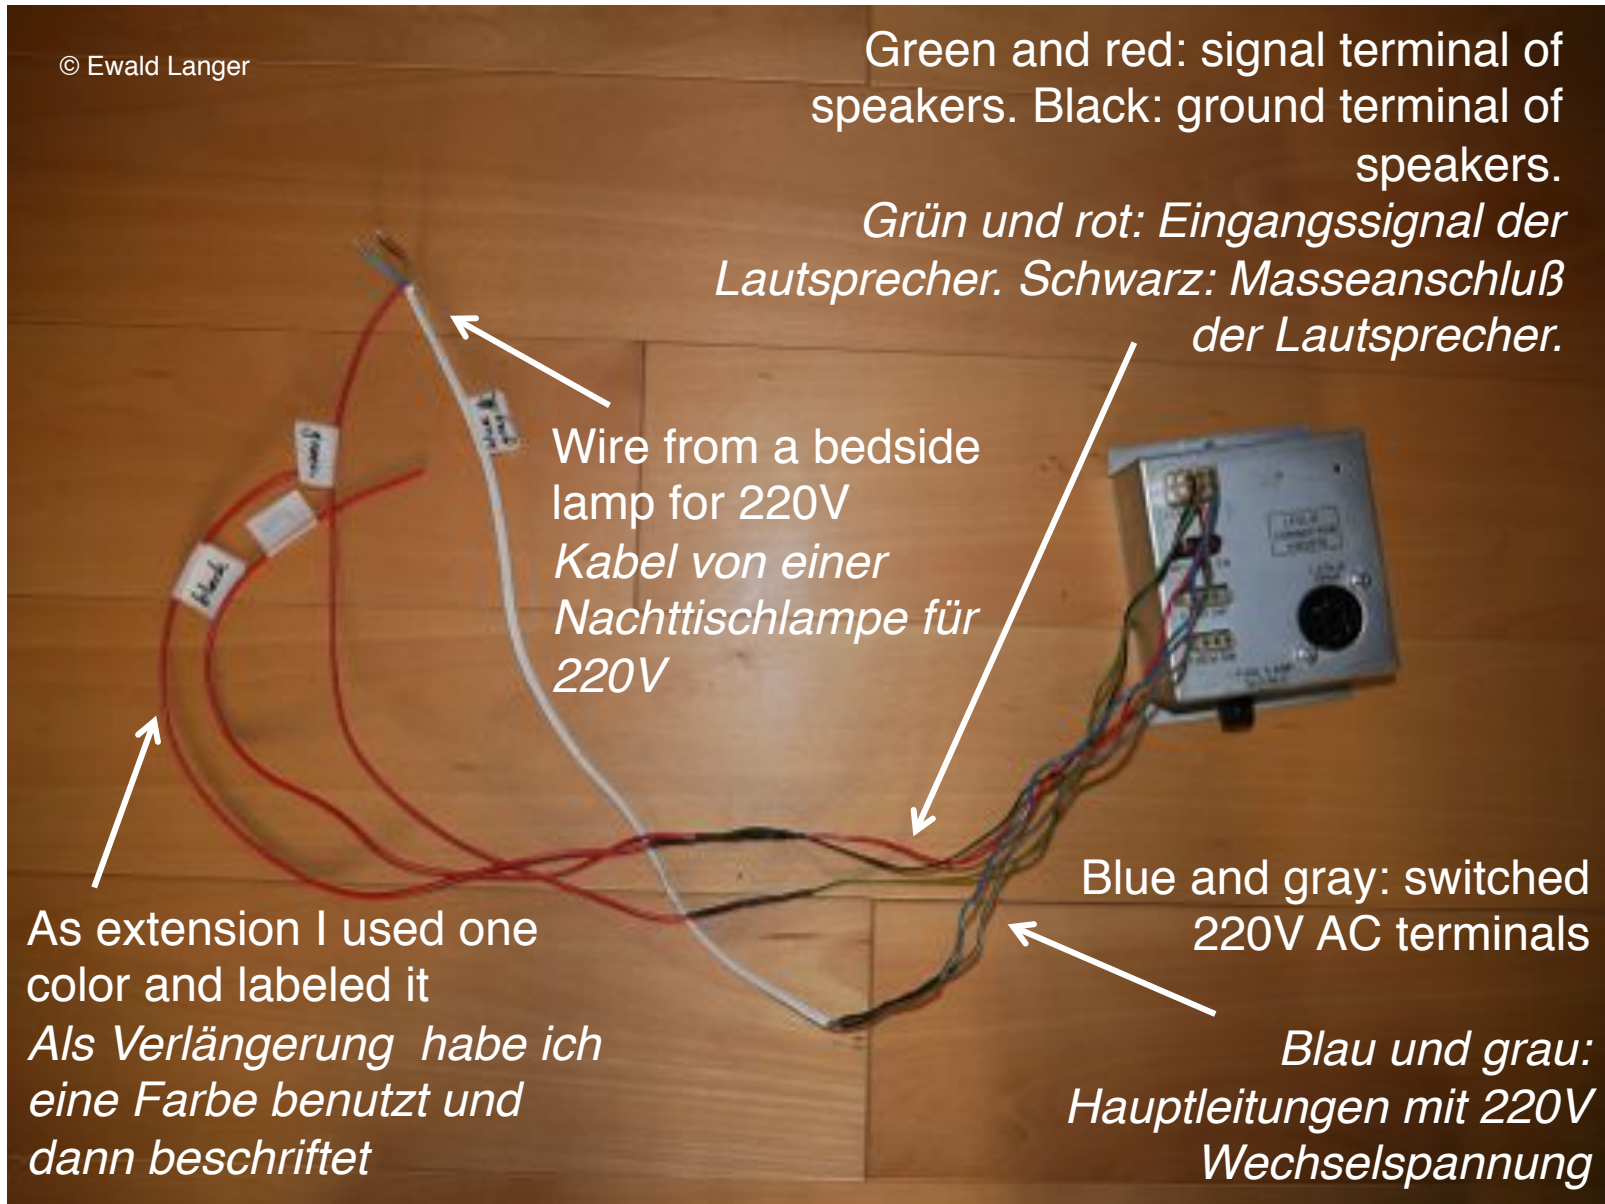 © Ewald Langer
Green and red: signal terminal of
speakers. Black: ground terminal of
speakers.
Grün und rot: Eingangssignal der
Lautsprecher. Schwarz: Masseanschluß
der Lautsprecher.
Wire from a bedside
lamp for 220V
Kabel von einer
Nachttischlampe für
220V
green
black
As extension I used one
color and labeled it
Als Verlängerung  habe ich
eine Farbe benutzt und
dann beschriftet
Blue and gray: switched
220V AC terminals
Blau und grau:
Hauptleitungen mit 220V
Wechselspannung